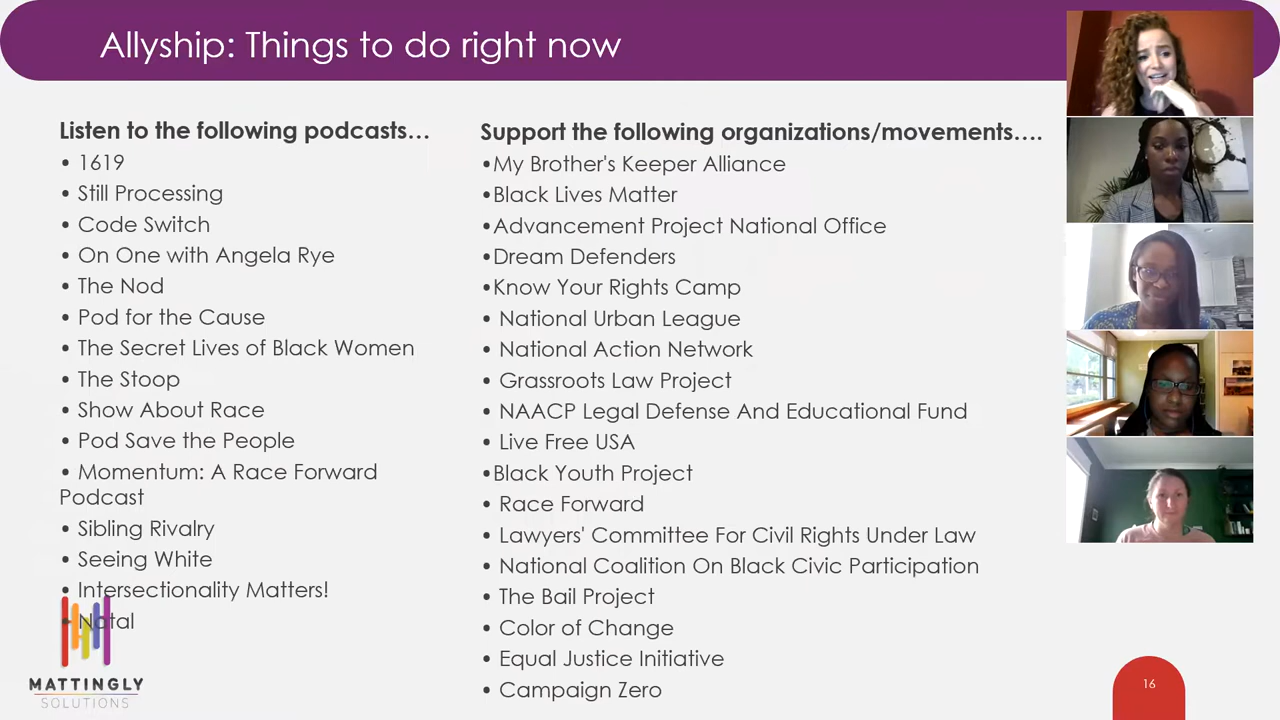 Allyship: Things to do right now
Listen to the following podcasts…
• 1619
• Still Processing
• Code Switch
• On One with Angela Rye
• The Nod
• Pod for the Cause
• The Secret Lives of Black Women
• The Stoop
• Show About Race
• Pod Save the People
• Momentum: A Race Forward
Podcast
• Sibling Rivalry
• Seeing White
• Intersectionality Matters!
• Natal
Support the following organizations/movements….
•My Brother's Keeper Alliance
•Black Lives Matter
•Advancement Project National Office
•Dream Defenders
•Know Your Rights Camp
• National Urban League
• National Action Network
• Grassroots Law Project
• NAACP Legal Defense And Educational Fund
• Live Free USA
•Black Youth Project
• Race Forward
• Lawyers' Committee For Civil Rights Under Law
• National Coalition On Black Civic Participation
• The Bail Project
• Color of Change
• Equal Justice Initiative
• Campaign Zero
MATTINGLY
SOLUTIONS
16